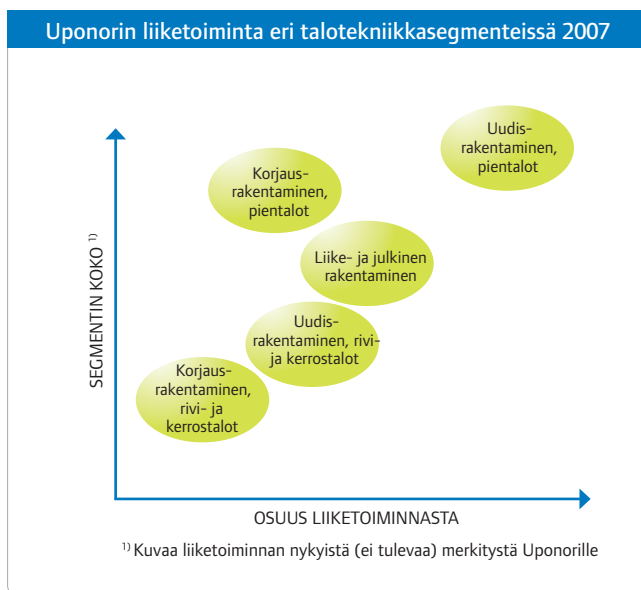 Uponorin liiketoiminta eri talotekniikkasegmenteissä 2007
Uudis-
rakentaminen,
pientalot
Korjaus-
rakentaminen,
pientalot
Liike- ja julkinen
rakentaminen
Uudis-
rakentaminen, rivi-
ja kerrostalot
Korjaus-
rakentaminen,
rivi- ja
kerrostalot
SEGMENTIN KOKO 1)
OSUUS LIIKETOIMINNASTA
1) Kuvaa liiketoiminnan nykyistä (ei tulevaa) merkitystä Uponorille